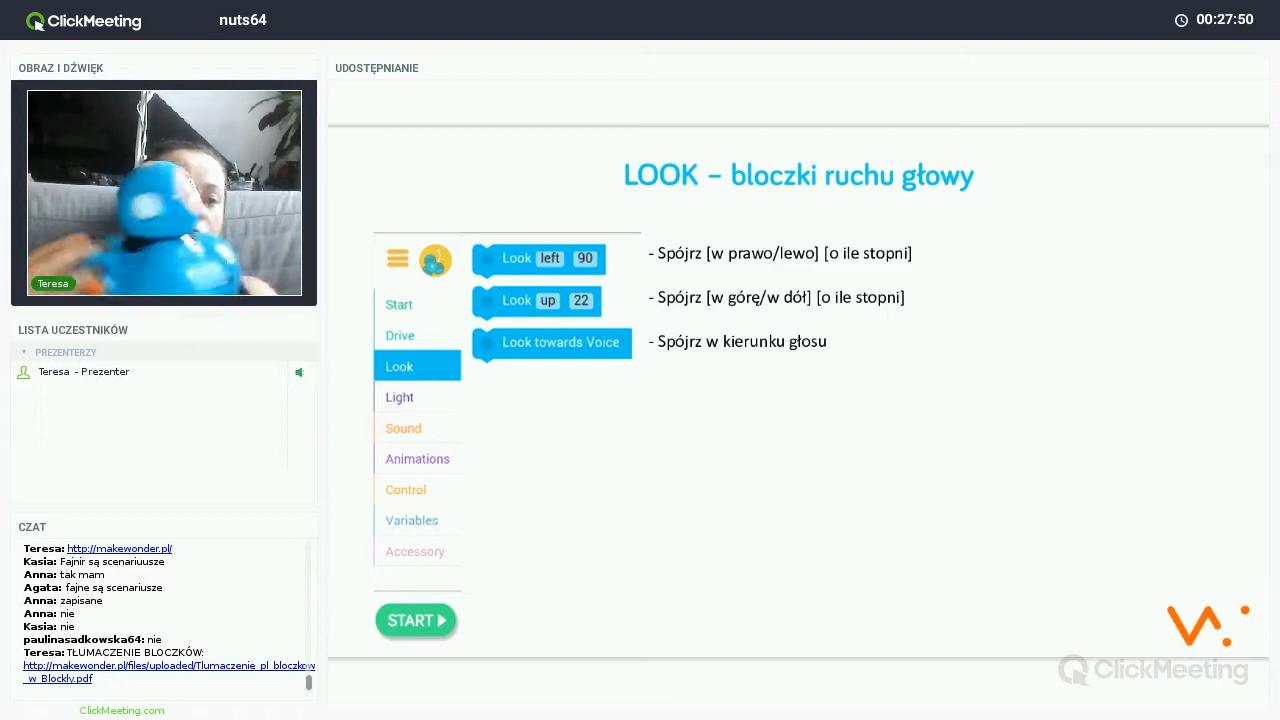 ClickMeeting
nuts64
00:27:50
OBRAZ I DŹWIĘK
Teresa
LISTA UCZESTNIKÓW
PREZENTERZY
Teresa - Prezenter
CZAT
Teresa: http://makewonder.pl/
Kasia: Fajnir są scenariuusze
Anna: tak mam
Agata: fajne są scenariusze
Anna: zapisane
Anna: nie
Kasia: nie
paulinasadkowska64: nie
Teresa: TŁUMACZENIE BLOCZKÓW:
http://makewonder.pl/files/uploaded/Tlumaczenie_pl_bloczkow
_w_Blockly.pdf
ClickMeeting.com
UDOSTĘPNIANIE
LOOK – bloczki ruchu głowy
Look left 90
- Spójrz [w prawo/lewo] [o ile stopni]
Look up 22
- Spójrz [w górę/w dół] [o ile stopni]
Look towards Voice
- Spójrz w kierunku głosu
Start
Drive
Look
Light
Sound
Animations
Control
Variables
Accessory
START
ClickMeeting